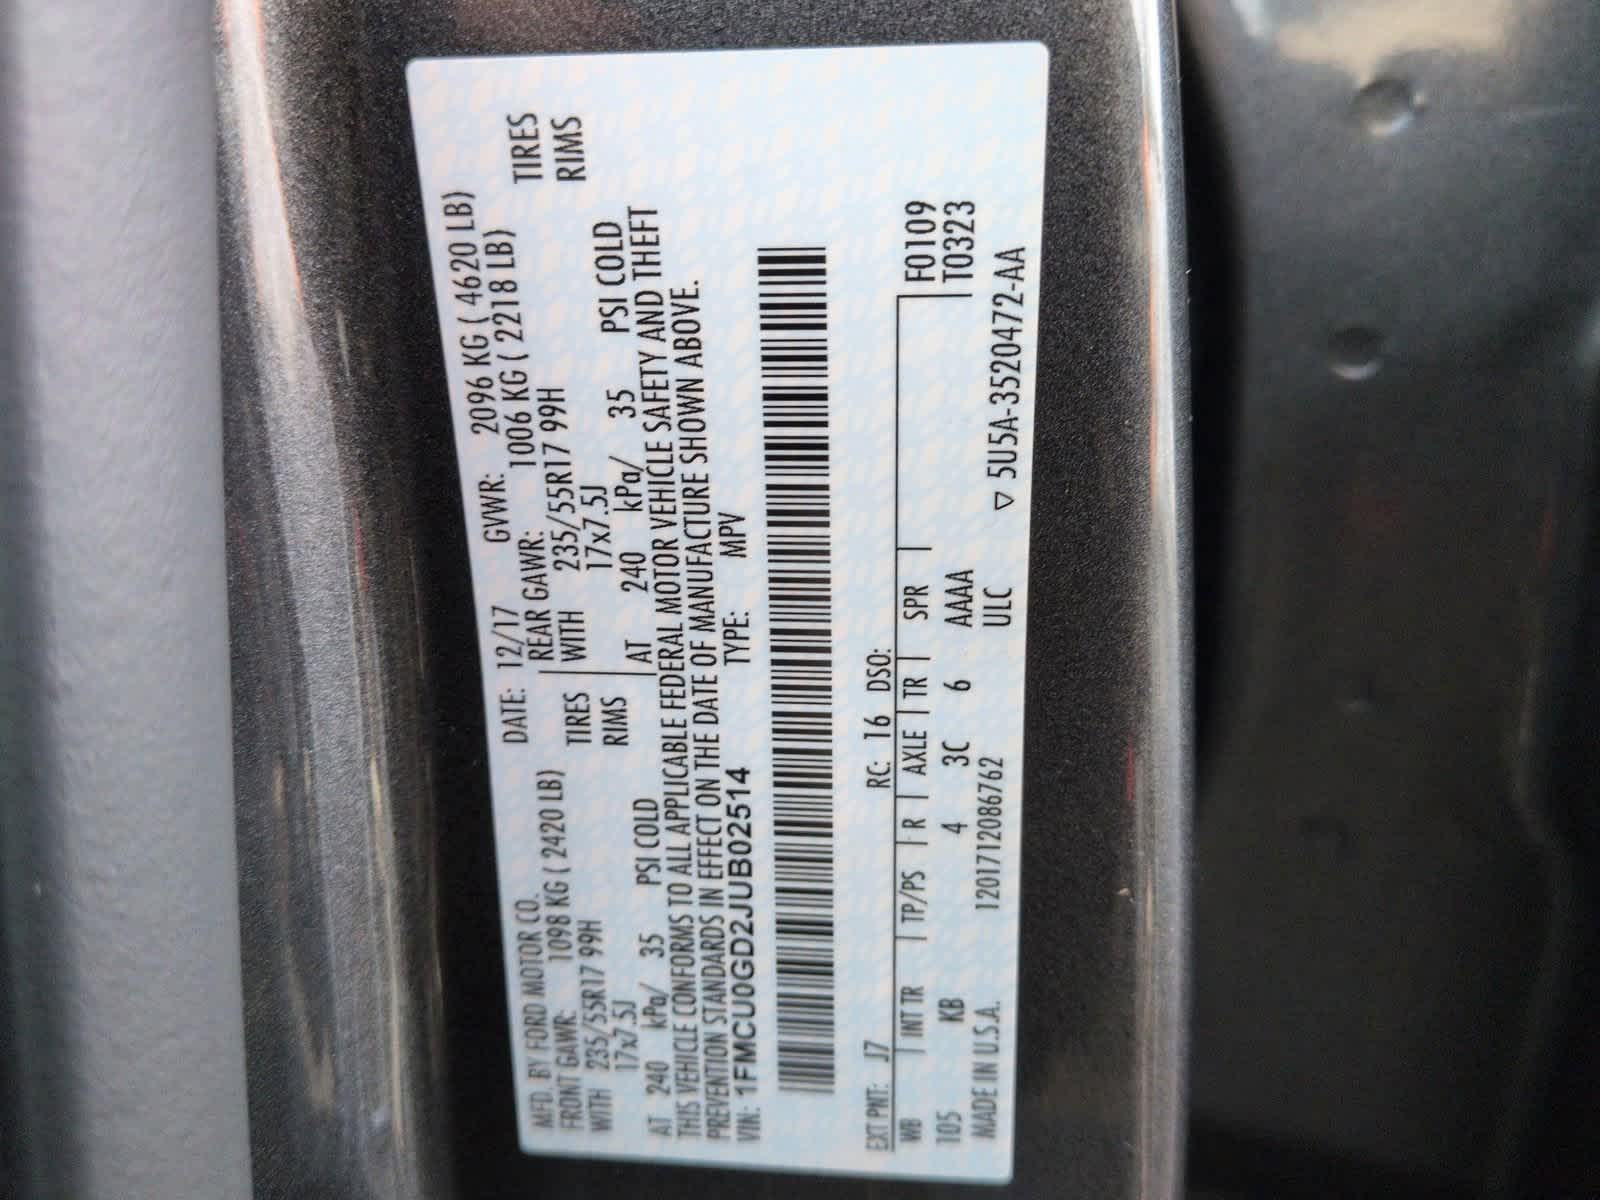 MFD. BY FORD MOTOR CO. DATE: 12/17 GVWR: 2096 KG ( 4620 LB)
FRONT GAWR: 1098 KG ( 2420 LB) REAR GAWR: 1006 KG ( 2218 LB)
WITH 235/55R17 99H TIRES WITH 235/55R17 99H TIRES
17x7.5J RIMS 17x7.5J RIMS
AT 240 kPa/ 35 PSI COLD AT 240 kPa/ 35 PSI COLD
THIS VEHICLE CONFORMS TO ALL APPLICABLE FEDERAL MOTOR VEHICLE SAFETY AND THEFT
PREVENTION STANDARDS IN EFFECT ON THE DATE OF MANUFACTURE SHOWN ABOVE.
VIN: 1FMCU0GD2JUB02514 TYPE: MPV
EXT PNT: J7 RC: 16 DSO: F0109
WB INT TR TP/PS R AXLE TR SPR T0323
105 KB 4 3C 6 AAAA
MADE IN U.S.A. 1201712086762 ULC ▽ 5U5A-3520472-AA